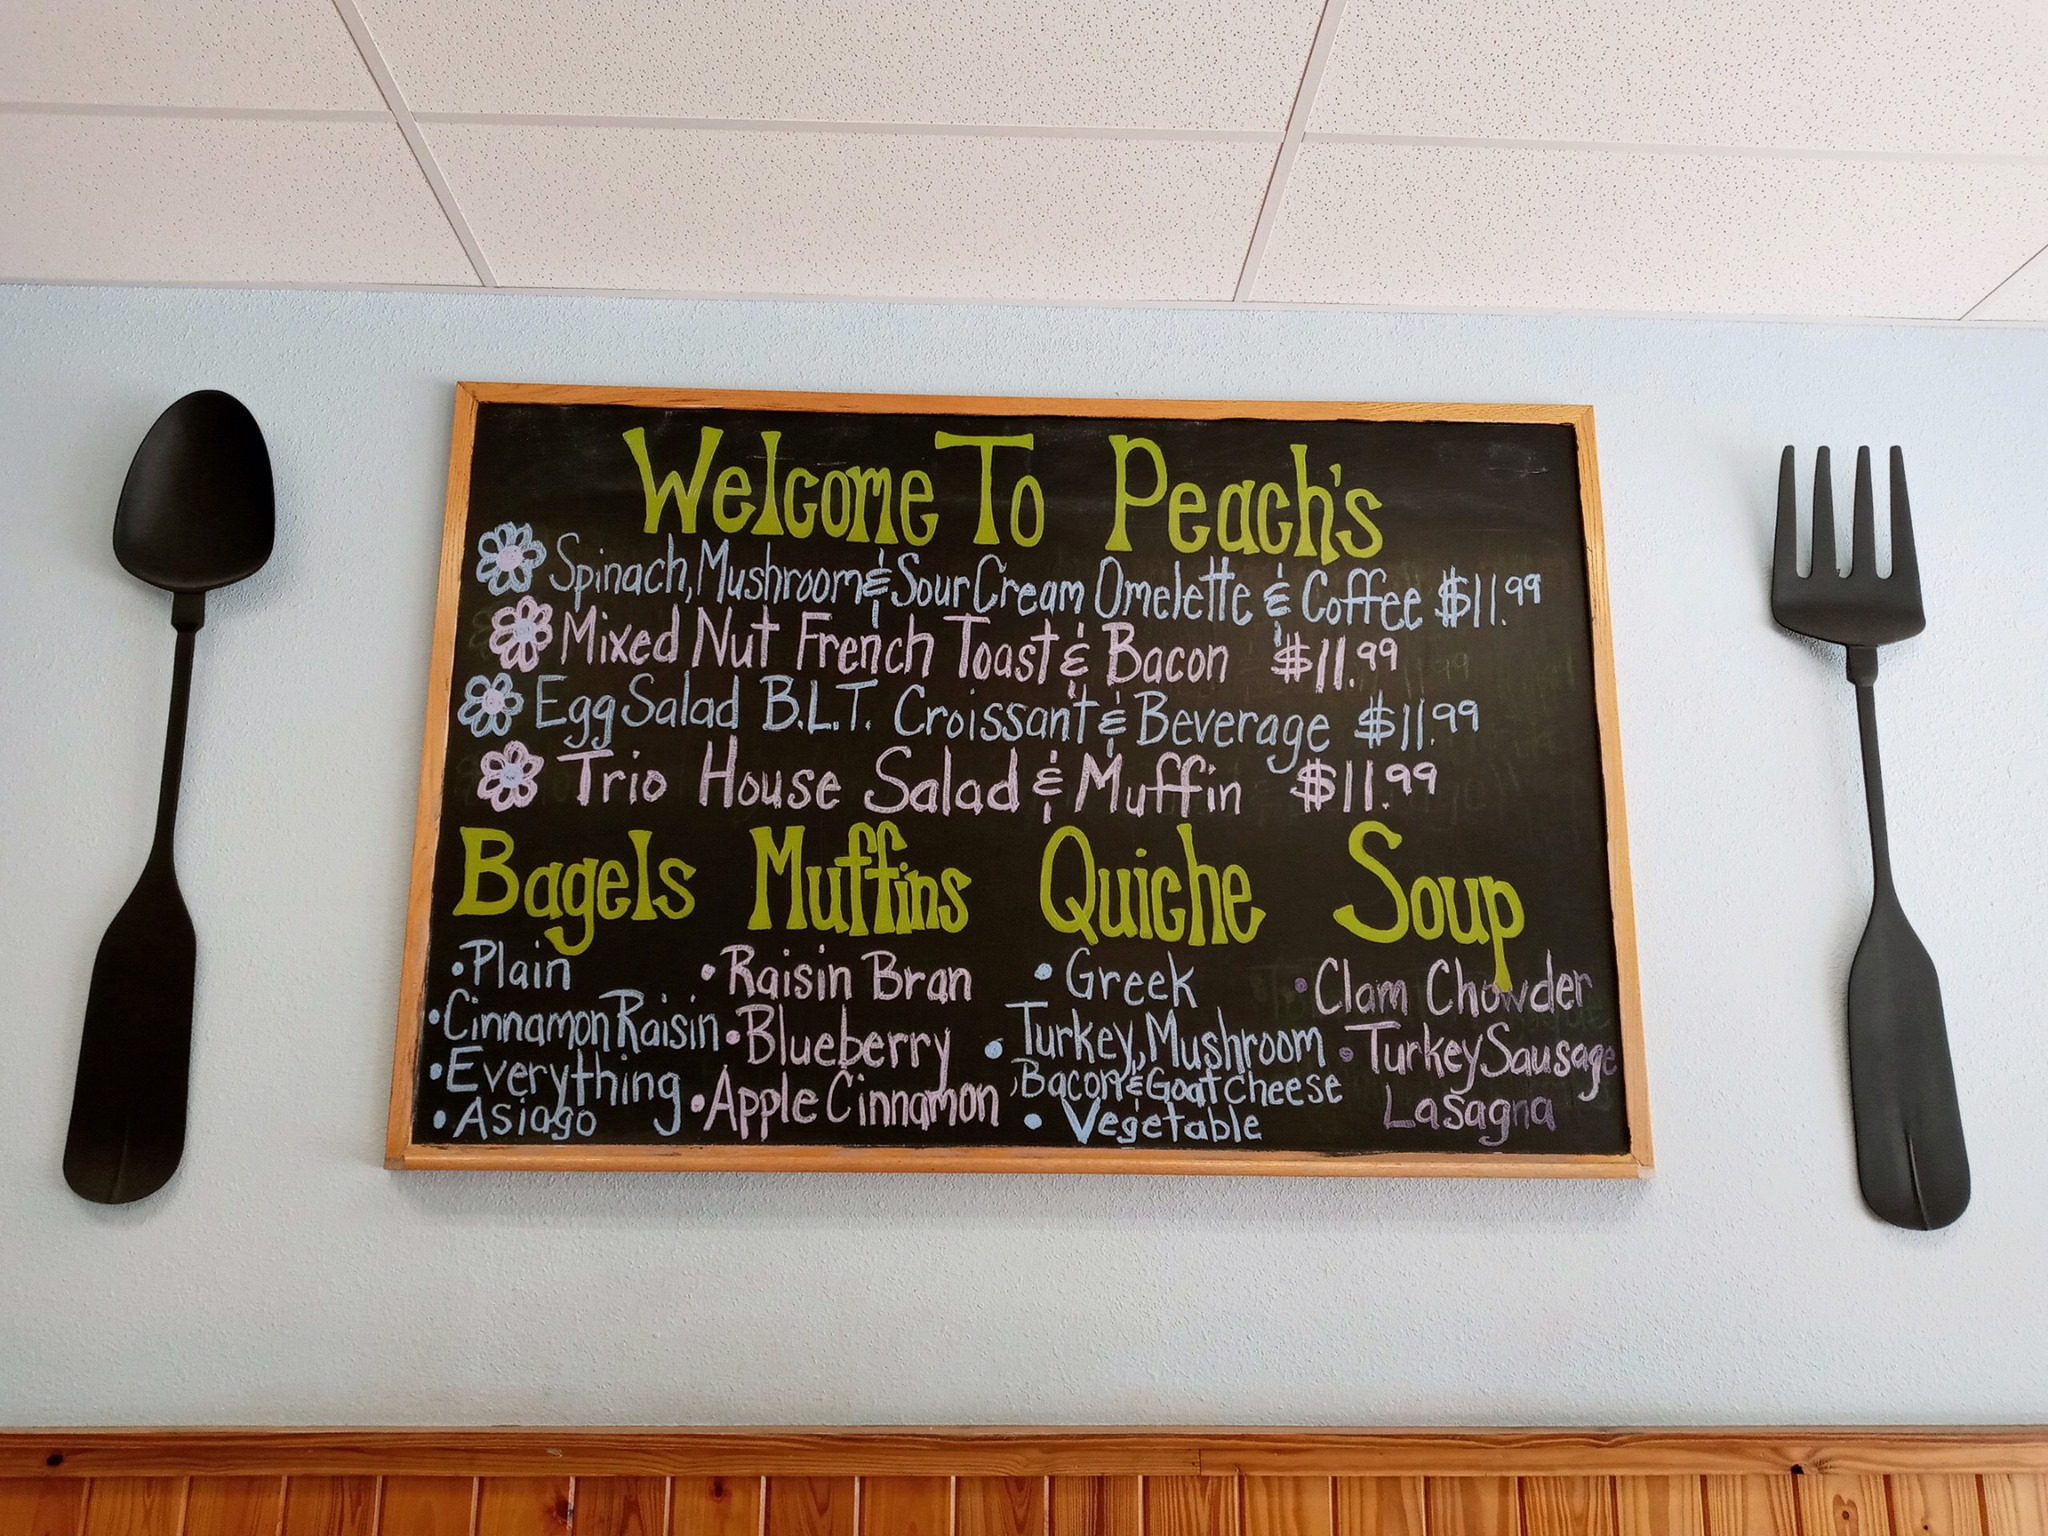 Welcome To Peach's
Spinach, Mushroom & Sour Cream Omelette & Coffee $11.99
Mixed Nut French Toast & Bacon $11.99
Egg Salad B.L.T. Croissant & Beverage $11.99
Trio House Salad & Muffin $11.99
Bagels Muffins Quiche Soup
• Plain
• Cinnamon Raisin
• Everything
• Asiago
• Raisin Bran
• Blueberry
• Apple Cinnamon
• Greek
• Turkey, Mushroom
Bacon & Goat cheese
• Vegetable
• Clam Chowder
• Turkey Sausage
Lasagna